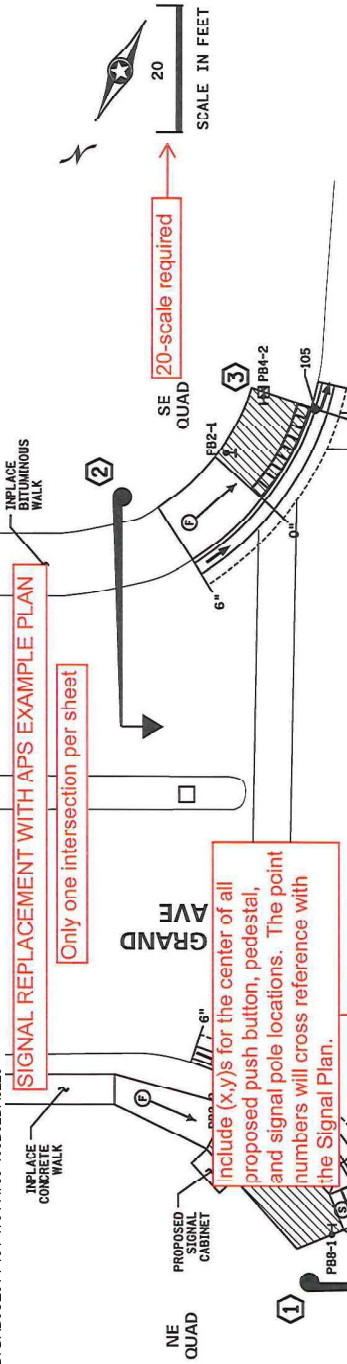 SIGNAL REPLACEMENT WITH APS EXAMPLE PLAN
Only one intersection per sheet
INPLACE
CONCRETE
WALK
INPLACE
BITUMINOUS
WALK
20
SCALE IN FEET
20-scale required
NE
QUAD
SE
QUAD
PROPOSED
SIGNAL
CABINET
GRAND
AVE
F
6"
F
6"
0"
2
FB2-1
3
PB4-2
105
PB8-1
S
1
include (x,y)s for the center of all
proposed push button, pedestal,
and signal pole locations. The point
numbers will cross reference with
the Signal Plan.